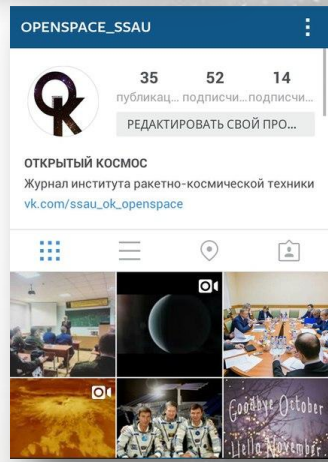 OPENSPACE_SSAU
35 52 14
публикац... подписчи... подписчи...
РЕДАКТИРОВАТЬ СВОЙ ПРО...
ОТКРЫТЫЙ КОСМОС
Журнал института ракетно-космической техники
vk.com/ssau_ok_openspace
Goodbye October
Hello November